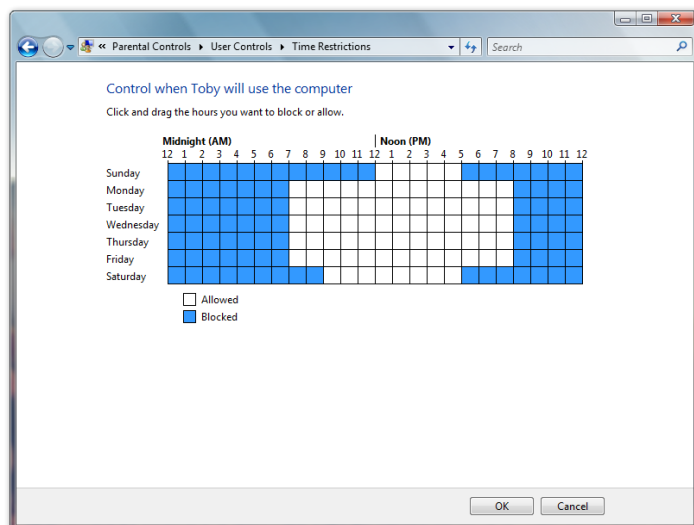 « Parental Controls ▸ User Controls ▸ Time Restrictions
Search
Control when Toby will use the computer
Click and drag the hours you want to block or allow.
Midnight (AM) Noon (PM)
12 1 2 3 4 5 6 7 8 9 10 11 12 1 2 3 4 5 6 7 8 9 10 11 12
Sunday
Monday
Tuesday
Wednesday
Thursday
Friday
Saturday
Allowed
Blocked
OK Cancel